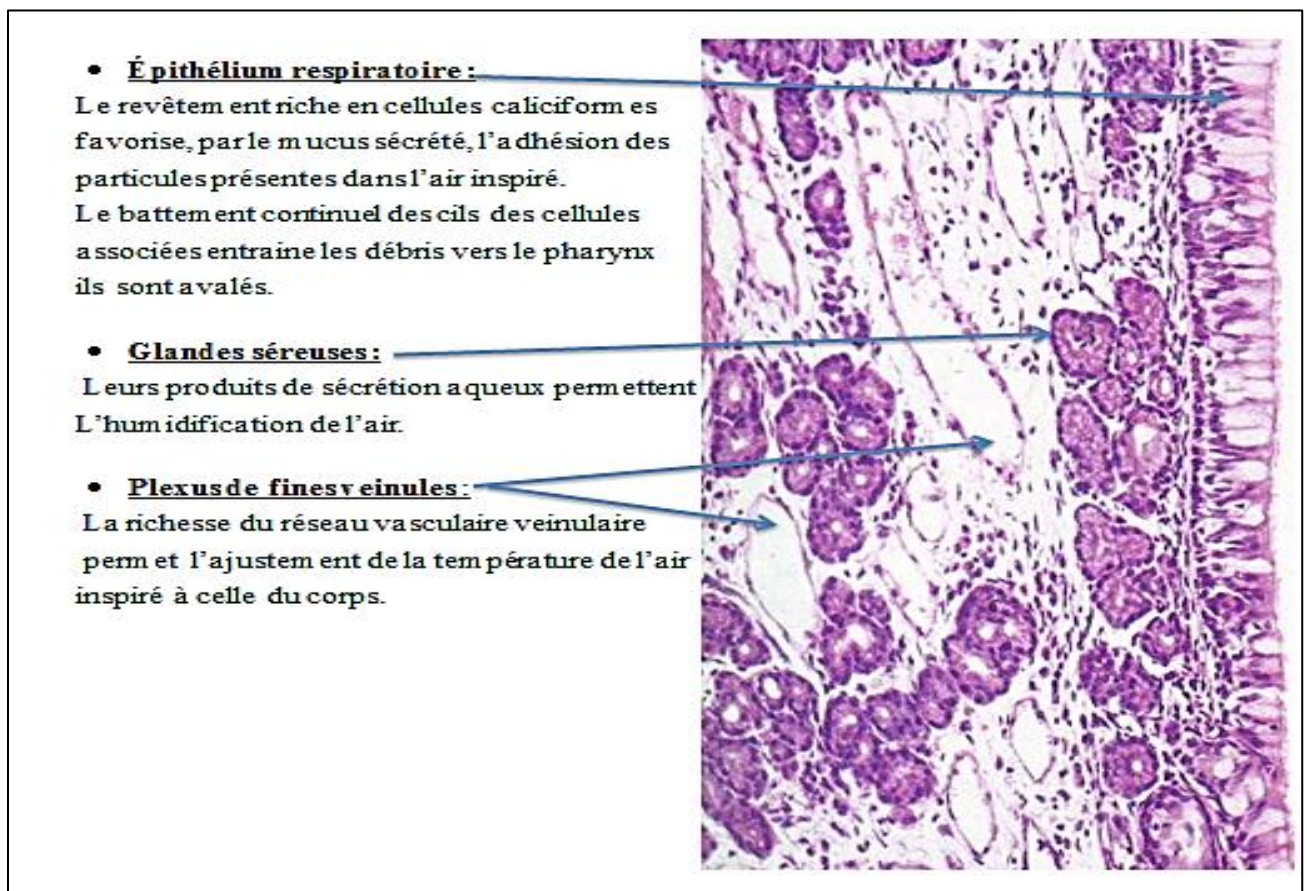 • Épithélium respiratoire :
Le revêtement riche en cellules caliciformes
favorise, par le mucus sécrété, l'adhésion des
particules présentes dans l'air inspiré.
Le battement continuel des cils des cellules
associées entraine les débris vers le pharynx
ils sont avalés.
• Glandes séreuses :
Leurs produits de sécrétion aqueux permettent
L'humidification de l'air.
• Plexus de fines veinules :
La richesse du réseau vasculaire veinulaire
permet l'ajustement de la température de l'air
inspiré à celle du corps.